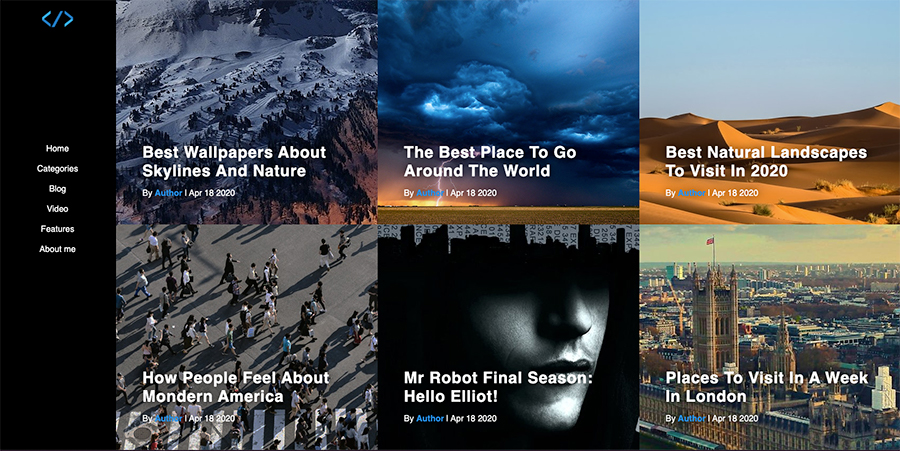 </>
Home
Categories
Blog
Video
Features
About me
Best Wallpapers About
Skylines And Nature
By Author | Apr 18 2020
The Best Place To Go
Around The World
By Author | Apr 18 2020
Best Natural Landscapes
To Visit In 2020
By Author | Apr 18 2020
How People Feel About
Mondern America
By Author | Apr 18 2020
Mr Robot Final Season:
Hello Elliot!
By Author | Apr 18 2020
Places To Visit In A Week
In London
By Author | Apr 18 2020